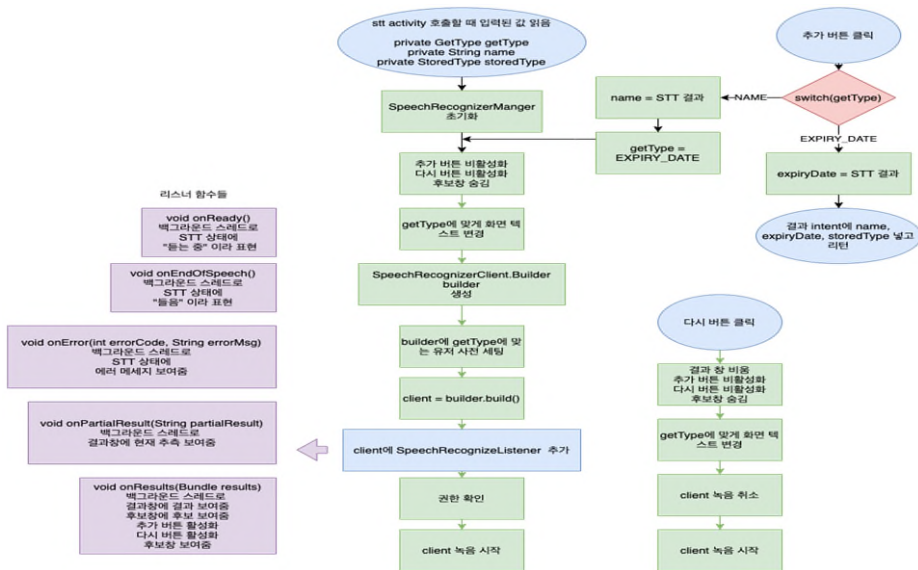 stt activity 호출할 때 입력된 값 읽음
private GetType getType
private String name
private StoredType storedType
SpeechRecognizerManger
초기화
추가 버튼 비활성화
다시 버튼 비활성화
후보창 숨김
getType에 맞게 화면 텍
스트 변경
SpeechRecognizerClient.Builder
builder
생성
builder에 getType에 맞
는 유저 사전 세팅
client = builder.build()
client에 SpeechRecognizeListener 추가
권한 확인
client 녹음 시작
추가 버튼 클릭
switch(getType)
NAME
name = STT 결과
getType =
EXPIRY_DATE
EXPIRY_DATE
expiryDate = STT 결과
결과 intent에 name,
expiryDate, storedType 넣고
리턴
다시 버튼 클릭
결과 창 비움
추가 버튼 비활성화
다시 버튼 비활성화
후보창 숨김
getType에 맞게 화면 텍
스트 변경
client 녹음 취소
client 녹음 시작
리스너 함수들
void onReady()
백그라운드 스레드로
STT 상태에
"듣는 중" 이라 표현
void onEndOfSpeech()
백그라운드 스레드로
STT 상태에
"들음" 이라 표현
void onError(int errorCode, String errorMsg)
백그라운드 스레드로
STT 상태에
에러 메세지 보여줌
void onPartialResult(String partialResult)
백그라운드 스레드로
결과창에 현재 추측 보여줌
void onResults(Bundle results)
백그라운드 스레드로
결과창에 결과 보여줌
후보창에 후보 보여줌
추가 버튼 활성화
다시 버튼 활성화
후보창 보여줌